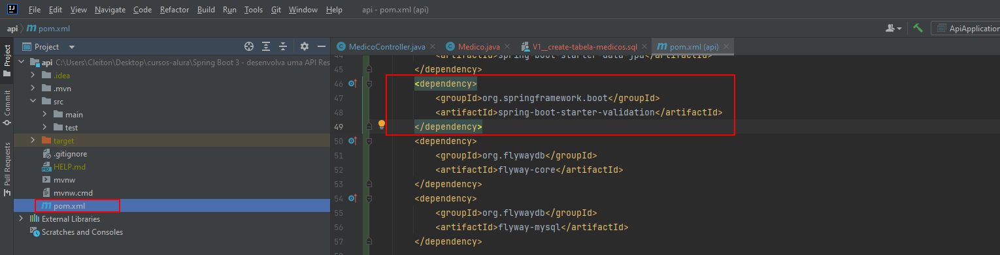 IJ File Edit View Navigate Code Refactor Build Run Tools Git Window Help api - pom.xml (api)
api m pom.xml ApiApplication
Project Project MedicoController.java Medico.java V1__create-tabela-medicos.sql m pom.xml (api)
api C:\Users\Cleiton\Desktop\cursos-alura\Spring Boot 3 - desenvolva uma API Res
.idea
.mvn
src
main
test
target
.gitignore
HELP.md
mvnw
mvnw.cmd
m pom.xml
External Libraries
Scratches and Consoles
Commit
Pull Requests
44 <artifactId>spring-boot-starter-data-jpa</artifactId>
45 </dependency>
46 <dependency>
47 <groupId>org.springframework.boot</groupId>
48 <artifactId>spring-boot-starter-validation</artifactId>
49 </dependency>
50 <dependency>
51 <groupId>org.flywaydb</groupId>
52 <artifactId>flyway-core</artifactId>
53 </dependency>
54 <dependency>
55 <groupId>org.flywaydb</groupId>
56 <artifactId>flyway-mysql</artifactId>
57 </dependency>